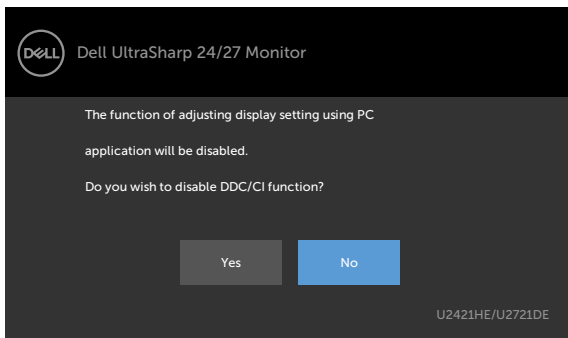 DELL
Dell UltraSharp 24/27 Monitor
The function of adjusting display setting using PC
application will be disabled.
Do you wish to disable DDC/CI function?
Yes
No
U2421HE/U2721DE